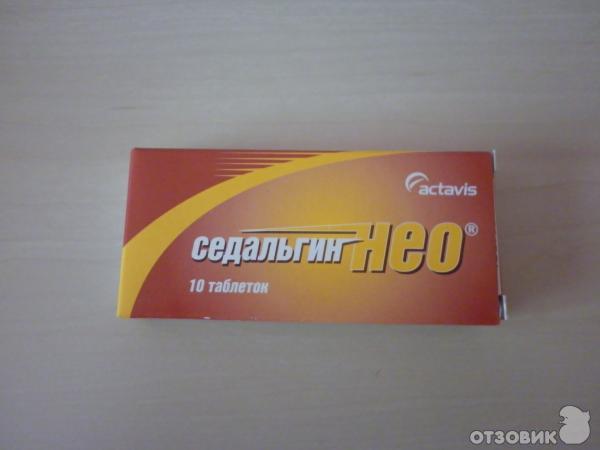 actavis
седальгин нео®
10 таблеток
ОТЗОВИК